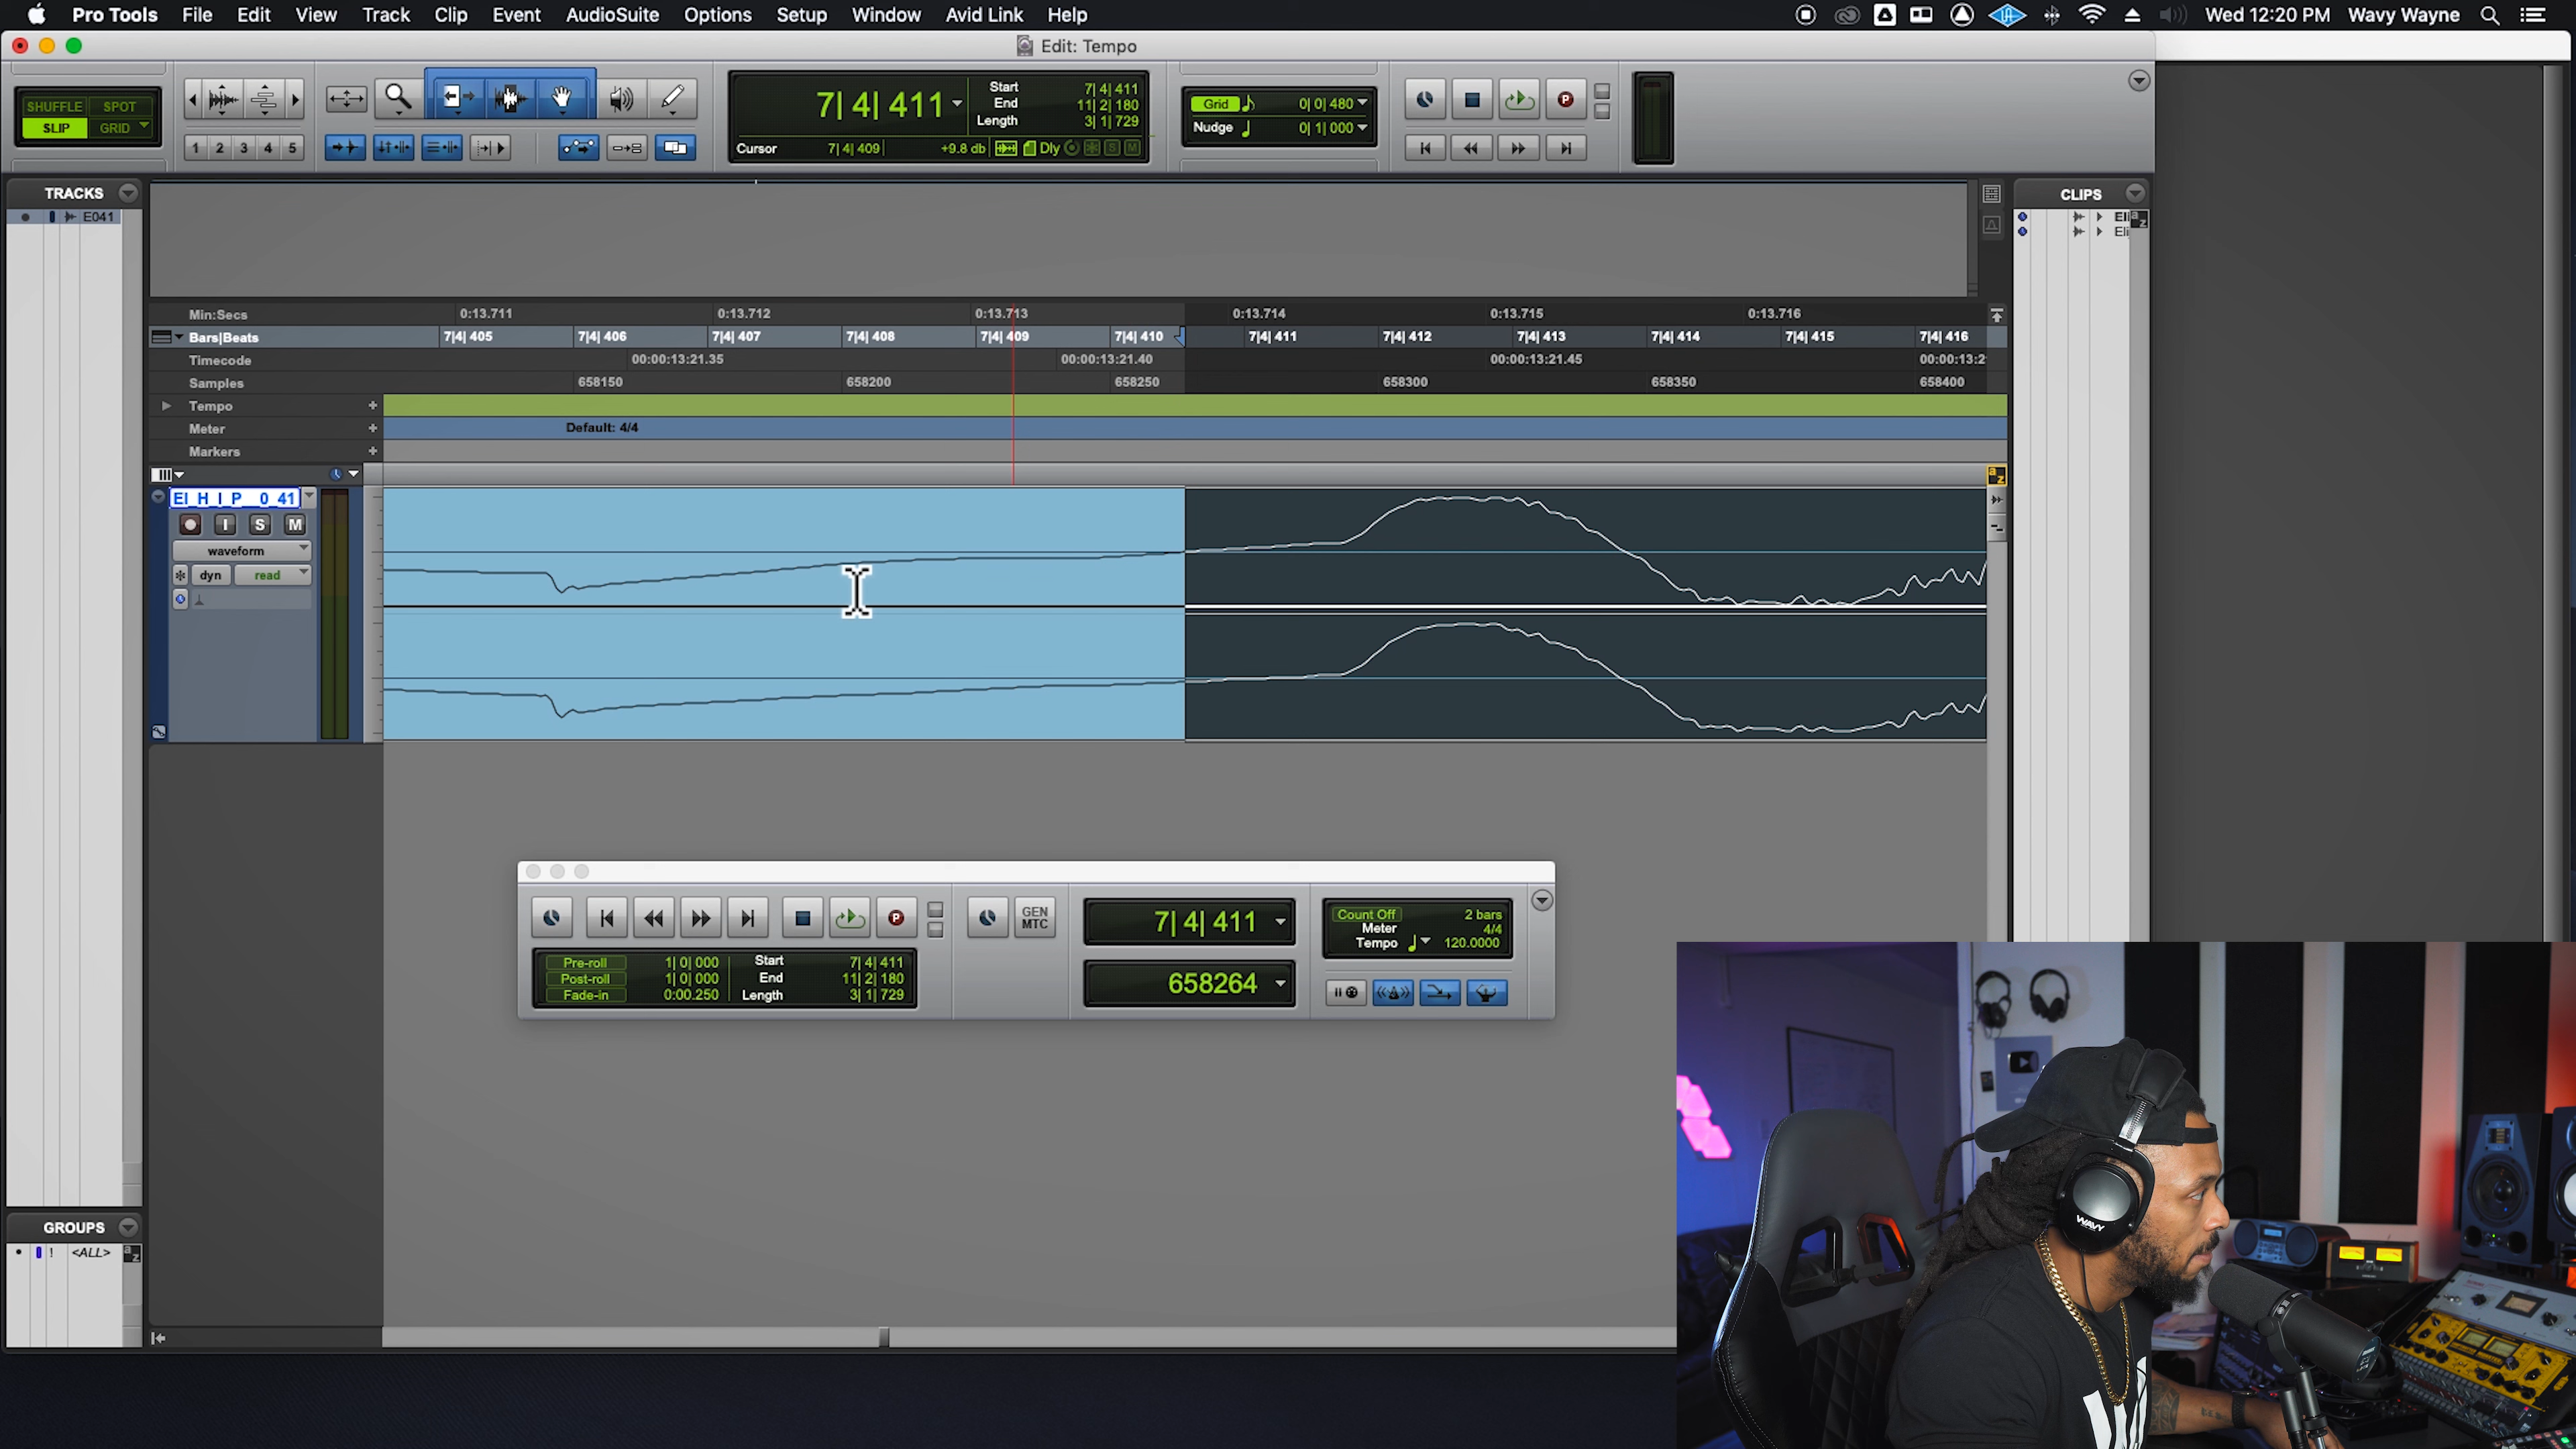 Pro Tools File Edit View Track Clip Event AudioSuite Options Setup Window Avid Link Help Wed 12:20 PM Wavy Wayne
Edit: Tempo
SHUFFLE SPOT
SLIP GRID
1 2 3 4 5
7| 4| 411
Start 7| 4| 411
End 11| 2| 180
Length 3| 1| 729
Cursor 7| 4| 409 +9.8 db Dly S M
Grid 0| 0| 480
Nudge 0| 1| 000
P
TRACKS
E041
CLIPS
Eli
Eli
Min:Secs 0:13.711 0:13.712 0:13.713 0:13.714 0:13.715 0:13.716
Bars|Beats 7|4| 405 7|4| 406 7|4| 407 7|4| 408 7|4| 409 7|4| 410 7|4| 411 7|4| 412 7|4| 413 7|4| 414 7|4| 415 7|4| 416
Timecode 00:00:13:21.35 00:00:13:21.40 00:00:13:21.45 00:00:13:2
Samples 658150 658200 658250 658300 658350 658400
Tempo +
Meter + Default: 4/4
Markers +
a z
El_H_I_P__0_41
I S M
waveform
dyn read
GEN
MTC
P
7| 4| 411
Count Off 2 bars
Meter 4/4
Tempo 120.0000
Pre-roll 1| 0| 000 Start 7| 4| 411
Post-roll 1| 0| 000 End 11| 2| 180
Fade-in 0:00.250 Length 3| 1| 729
658264
GROUPS
! <ALL> a z
WAVY